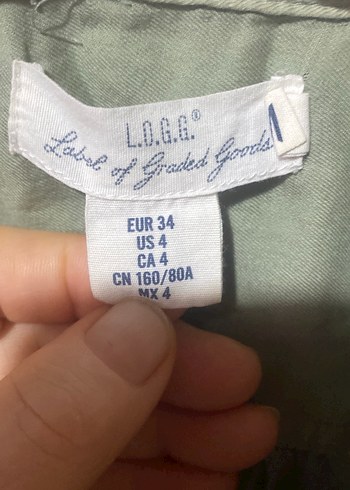 L.O.G.G.®
Label of Graded Goods
EUR 34
US 4
CA 4
CN 160/80A
MX 4